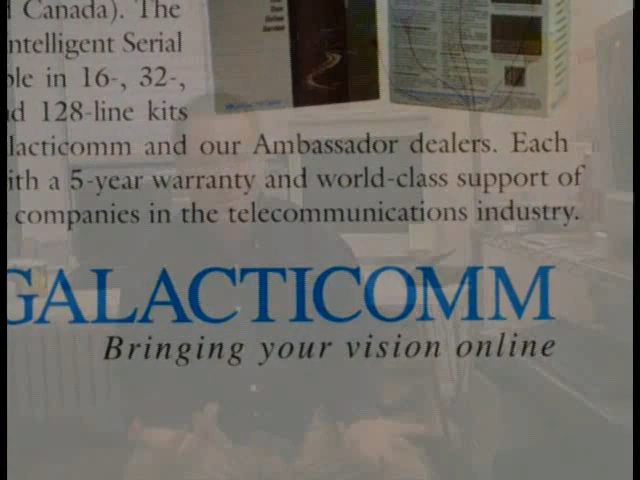 Canada). The
ntelligent Serial
ble in 16-, 32-,
nd 128-line kits
lacticomm and our Ambassador dealers. Each
ith a 5-year warranty and world-class support of
companies in the telecommunications industry.
GALACTICOMM
Bringing your vision online